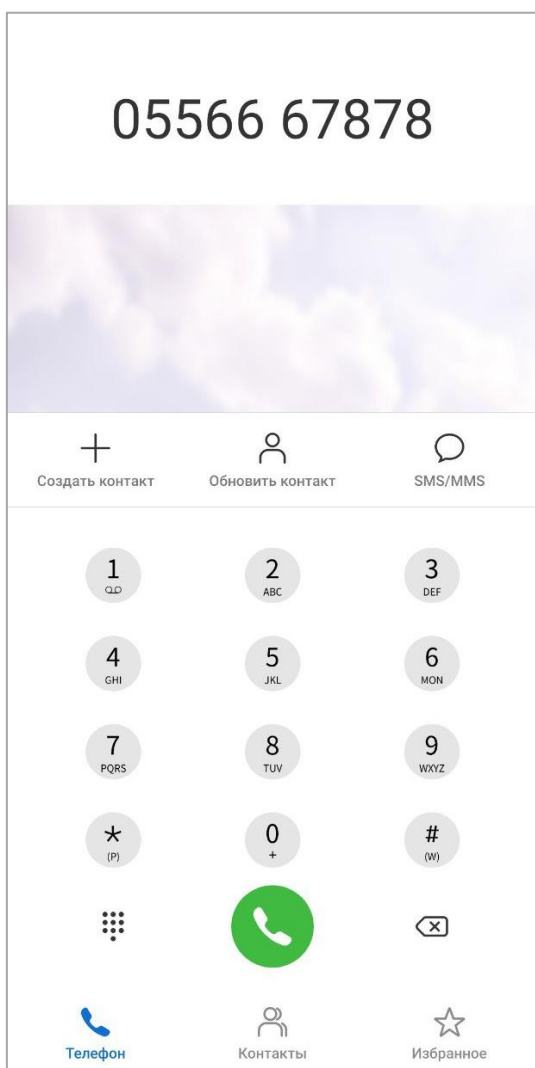 05566 67878
Создать контакт Обновить контакт SMS/MMS
1 2 3
ABC DEF
4 5 6
GHI JKL MON
7 8 9
PQRS TUV WXYZ
* 0 #
(P) + (W)
Телефон Контакты Избранное